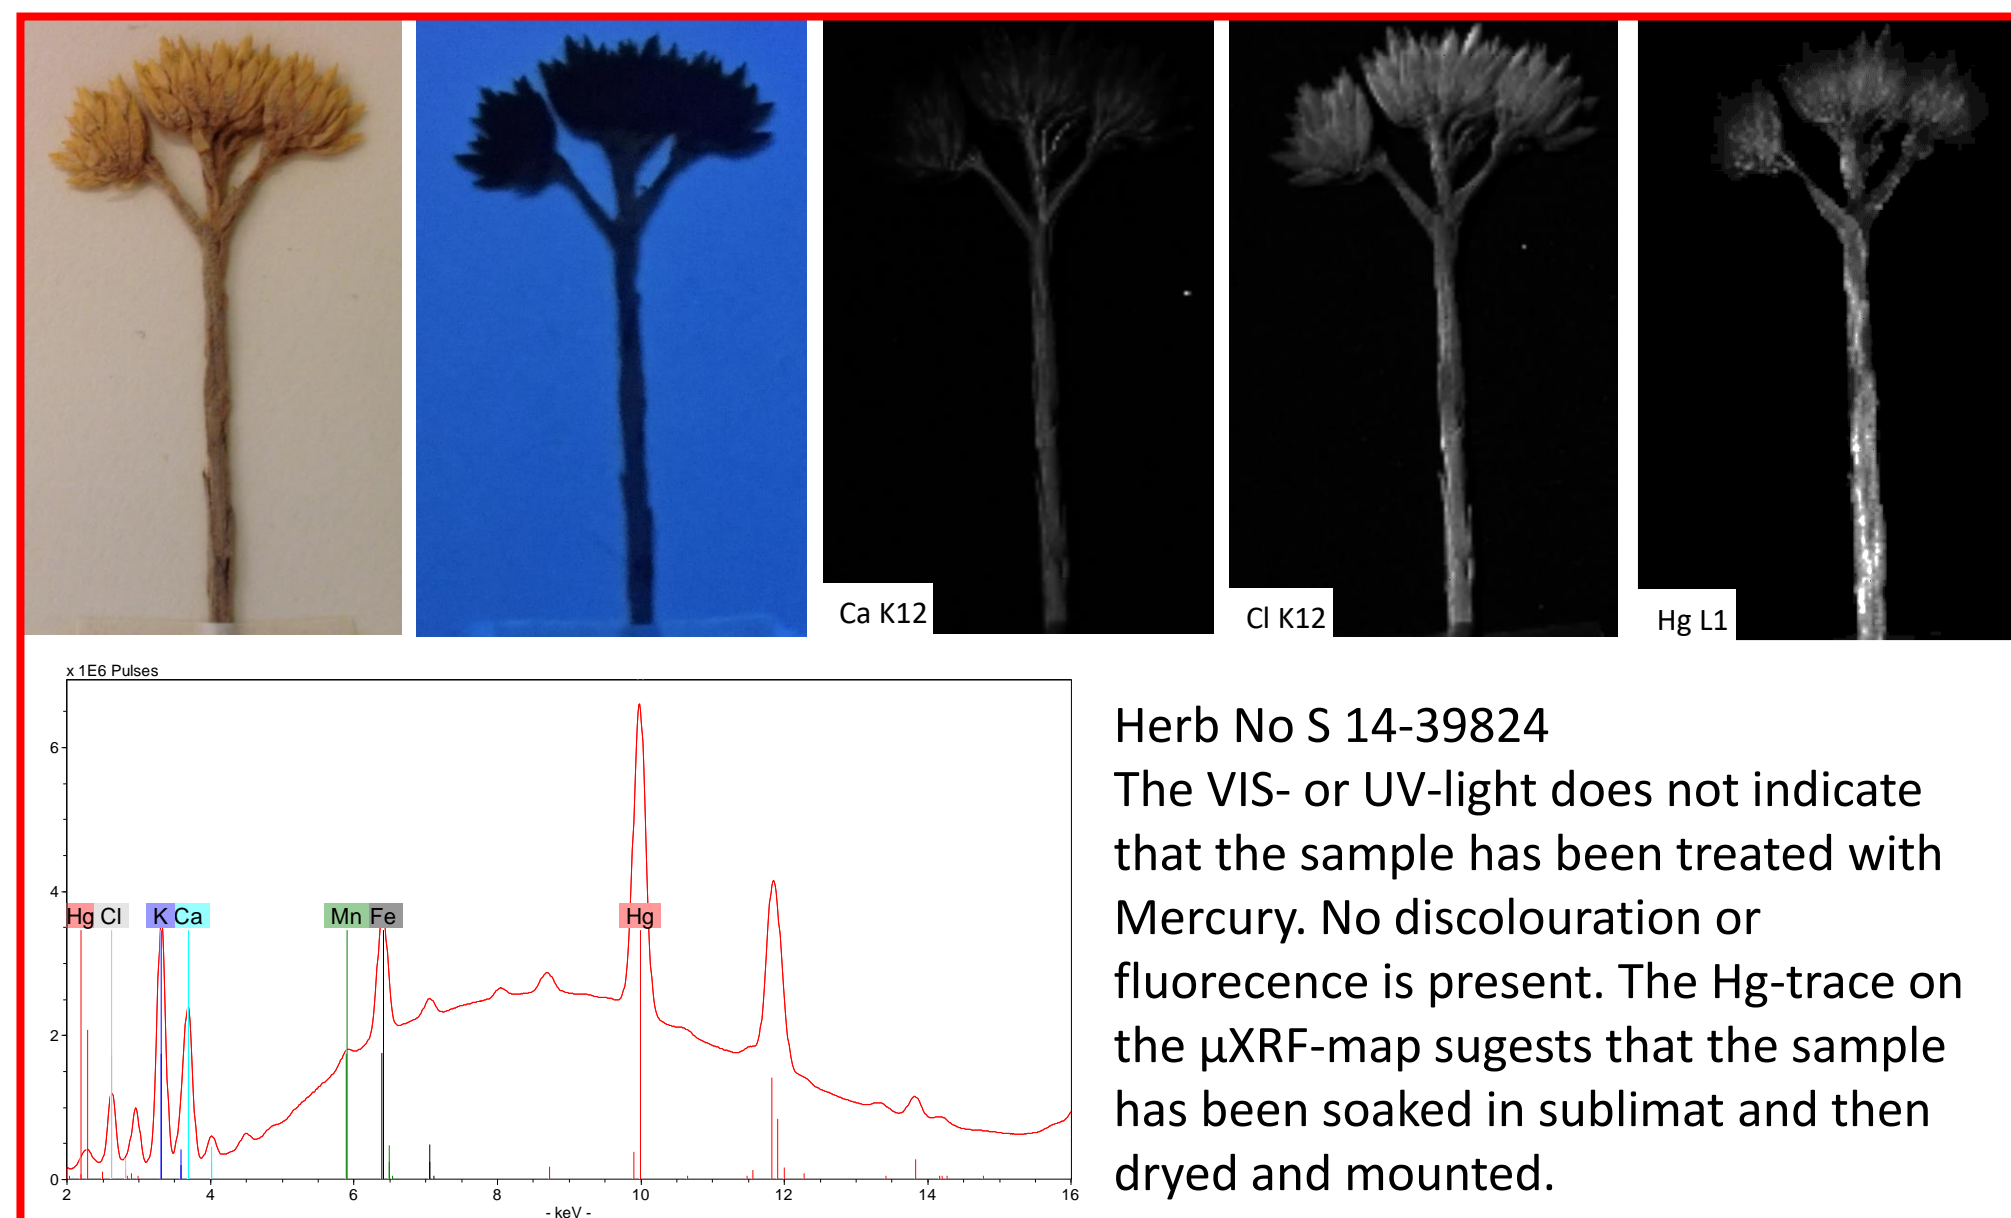 Ca K12
Cl K12
Hg L1
x 1E6 Pulses
6
4
2
0
Hg Cl K Ca Mn Fe Hg
2 4 6 8 10 12 14 16
- keV -
Herb No S 14-39824
The VIS- or UV-light does not indicate
that the sample has been treated with
Mercury. No discolouration or
fluorecence is present. The Hg-trace on
the µXRF-map sugests that the sample
has been soaked in sublimat and then
dryed and mounted.